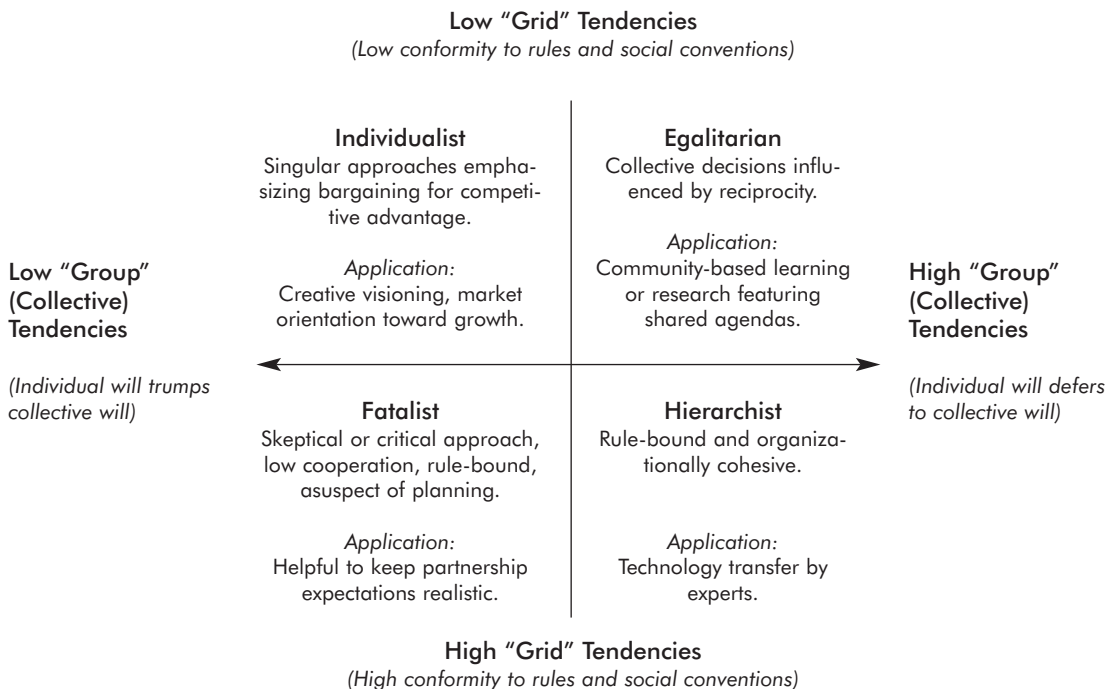 Low “Grid” Tendencies
(Low conformity to rules and social conventions)
Individualist
Singular approaches empha-
sizing bargaining for competi-
tive advantage.
Application:
Creative visioning, market
orientation toward growth.
Egalitarian
Collective decisions influ-
enced by reciprocity.
Application:
Community-based learning
or research featuring
shared agendas.
Low “Group”
(Collective)
Tendencies
(Individual will trumps
collective will)
High “Group”
(Collective)
Tendencies
(Individual will defers
to collective will)
Fatalist
Skeptical or critical approach,
low cooperation, rule-bound,
asuspect of planning.
Application:
Helpful to keep partnership
expectations realistic.
Hierarchist
Rule-bound and organiza-
tionally cohesive.
Application:
Technology transfer by
experts.
High “Grid” Tendencies
(High conformity to rules and social conventions)